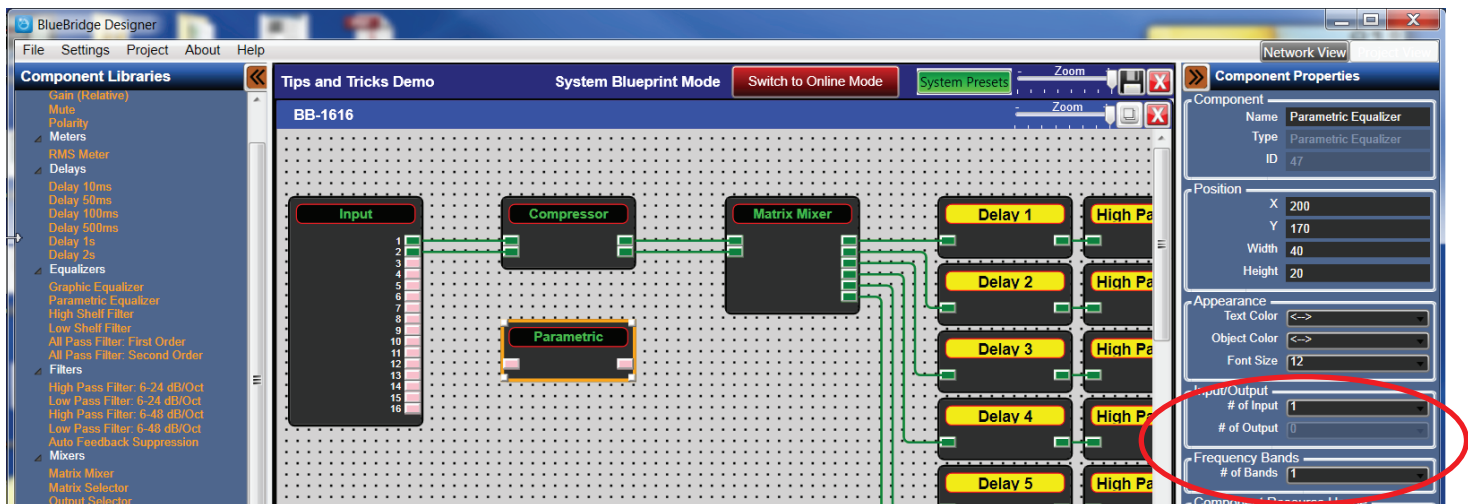 BlueBridge Designer
File Settings Project About Help
Network View Project View
Component Libraries
Gain (Relative)
Mute
Polarity
Meters
RMS Meter
Delays
Delay 10ms
Delay 50ms
Delay 100ms
Delay 500ms
Delay 1s
Delay 2s
Equalizers
Graphic Equalizer
Parametric Equalizer
High Shelf Filter
Low Shelf Filter
All Pass Filter: First Order
All Pass Filter: Second Order
Filters
High Pass Filter: 6-24 dB/Oct
Low Pass Filter: 6-24 dB/Oct
High Pass Filter: 6-48 dB/Oct
Low Pass Filter: 6-48 dB/Oct
Auto Feedback Suppression
Mixers
Matrix Mixer
Matrix Selector
Output Selector
Tips and Tricks Demo System Blueprint Mode Switch to Online Mode System Presets Zoom
BB-1616 Zoom
Input
1
2
3
4
5
6
7
8
9
10
11
12
13
14
15
16
Compressor
Parametric
Matrix Mixer
Delay 1 High Pa
Delay 2 High Pa
Delay 3 High Pa
Delay 4 High Pa
Delay 5 High Pa
Component Properties
Component
Name Parametric Equalizer
Type Parametric Equalizer
ID 47
Position
X 200
Y 170
Width 40
Height 20
Appearance
Text Color <-->
Object Color <-->
Font Size 12
Input/Output
# of Input 1
# of Output 0
Frequency Bands
# of Bands 1